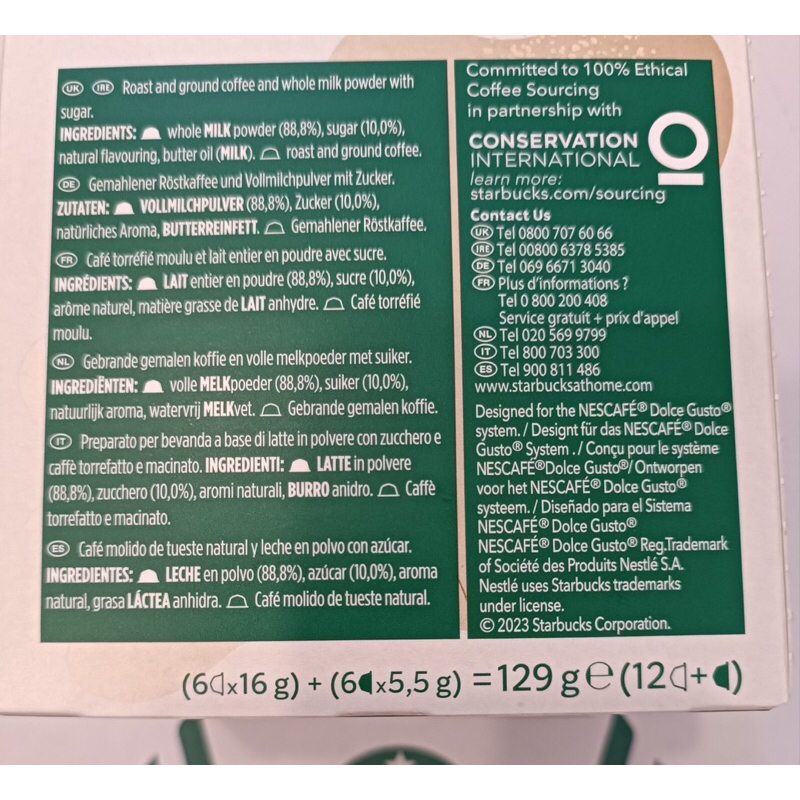 UK IRE Roast and ground coffee and whole milk powder with
sugar.
INGREDIENTS: whole MILK powder (88,8%), sugar (10,0%),
natural flavouring, butter oil (MILK). roast and ground coffee.
DE Gemahlener Röstkaffee und Vollmilchpulver mit Zucker.
ZUTATEN: VOLLMILCHPULVER (88,8%), Zucker (10,0%),
natürliches Aroma, BUTTERREINFETT. Gemahlener Röstkaffee.
FR Café torréfié moulu et lait entier en poudre avec sucre.
INGRÉDIENTS: LAIT entier en poudre (88,8%), sucre (10,0%),
arôme naturel, matière grasse de LAIT anhydre. Café torréfié
moulu.
NL Gebrande gemalen koffie en volle melkpoeder met suiker.
INGREDIËNTEN: volle MELKpoeder (88,8%), suiker (10,0%),
natuurlijk aroma, watervrij MELKvet. Gebrande gemalen koffie.
IT Preparato per bevanda a base di latte in polvere con zucchero e
caffè torrefatto e macinato. INGREDIENTI: LATTE in polvere
(88,8%), zucchero (10,0%), aromi naturali, BURRO anidro. Caffè
torrefatto e macinato.
ES Café molido de tueste natural y leche en polvo con azúcar.
INGREDIENTES: LECHE en polvo (88,8%), azúcar (10,0%), aroma
natural, grasa LÁCTEA anhidra. Café molido de tueste natural.
Committed to 100% Ethical
Coffee Sourcing
in partnership with
CONSERVATION
INTERNATIONAL
learn more:
starbucks.com/sourcing
Contact Us
UK Tel 0800 707 60 66
IRE Tel 00800 6378 5385
DE Tel 069 6671 3040
FR Plus d'informations ?
Tel 0 800 200 408
Service gratuit + prix d'appel
NL Tel 020 569 9799
IT Tel 800 703 300
ES Tel 900 811 486
www.starbucksathome.com
Designed for the NESCAFÉ® Dolce Gusto®
system. / Designt für das NESCAFÉ® Dolce
Gusto® System . / Conçu pour le système
NESCAFÉ®Dolce Gusto®/ Ontworpen
voor het NESCAFÉ® Dolce Gusto®
systeem. / Diseñado para el Sistema
NESCAFÉ® Dolce Gusto®
NESCAFÉ® Dolce Gusto® Reg.Trademark
of Société des Produits Nestlé S.A.
Nestlé uses Starbucks trademarks
under license.
© 2023 Starbucks Corporation.
(6 x16 g) + (6 x5,5 g) = 129 g ℮ (12 + )